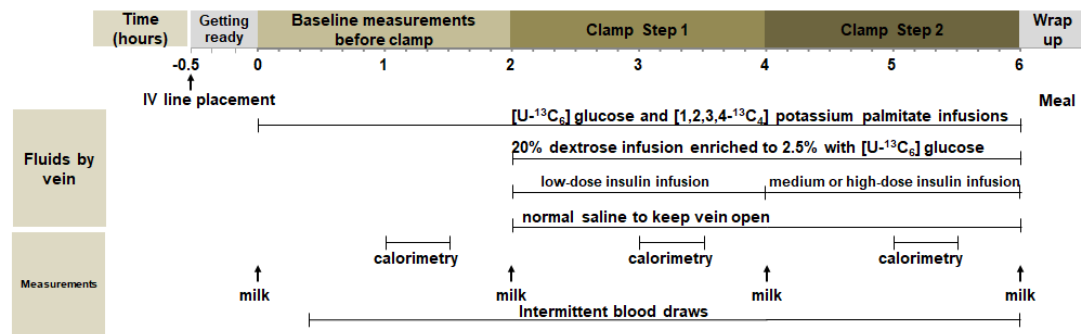 Time
(hours)
Getting
ready
Baseline measurements
before clamp
Clamp Step 1
Clamp Step 2
Wrap
up
-0.5 0 1 2 3 4 5 6
IV line placement
Meal
Fluids by
vein
[U-¹³C₆] glucose and [1,2,3,4-¹³C₄] potassium palmitate infusions
20% dextrose infusion enriched to 2.5% with [U-¹³C₆] glucose
low-dose insulin infusion
medium or high-dose insulin infusion
normal saline to keep vein open
Measurements
calorimetry
calorimetry
calorimetry
milk
milk
milk
milk
Intermittent blood draws